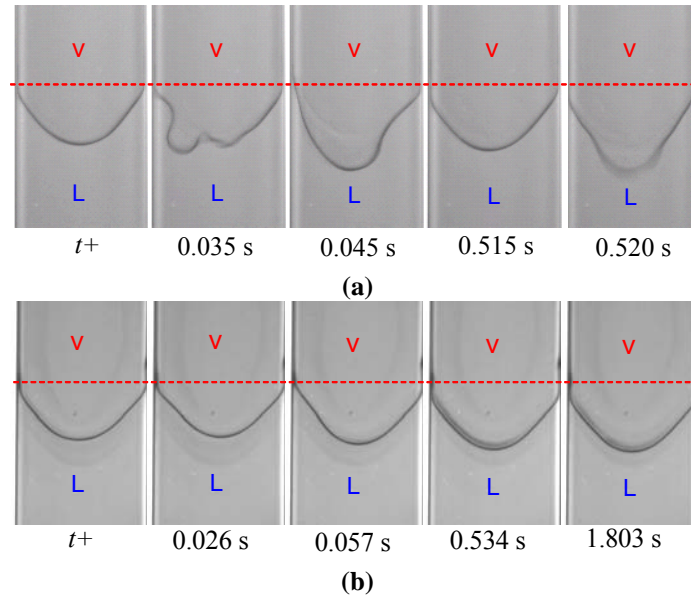 V V V V V
L L L L L
t+ 0.035 s 0.045 s 0.515 s 0.520 s
(a)
V V V V V
L L L L L
t+ 0.026 s 0.057 s 0.534 s 1.803 s
(b)